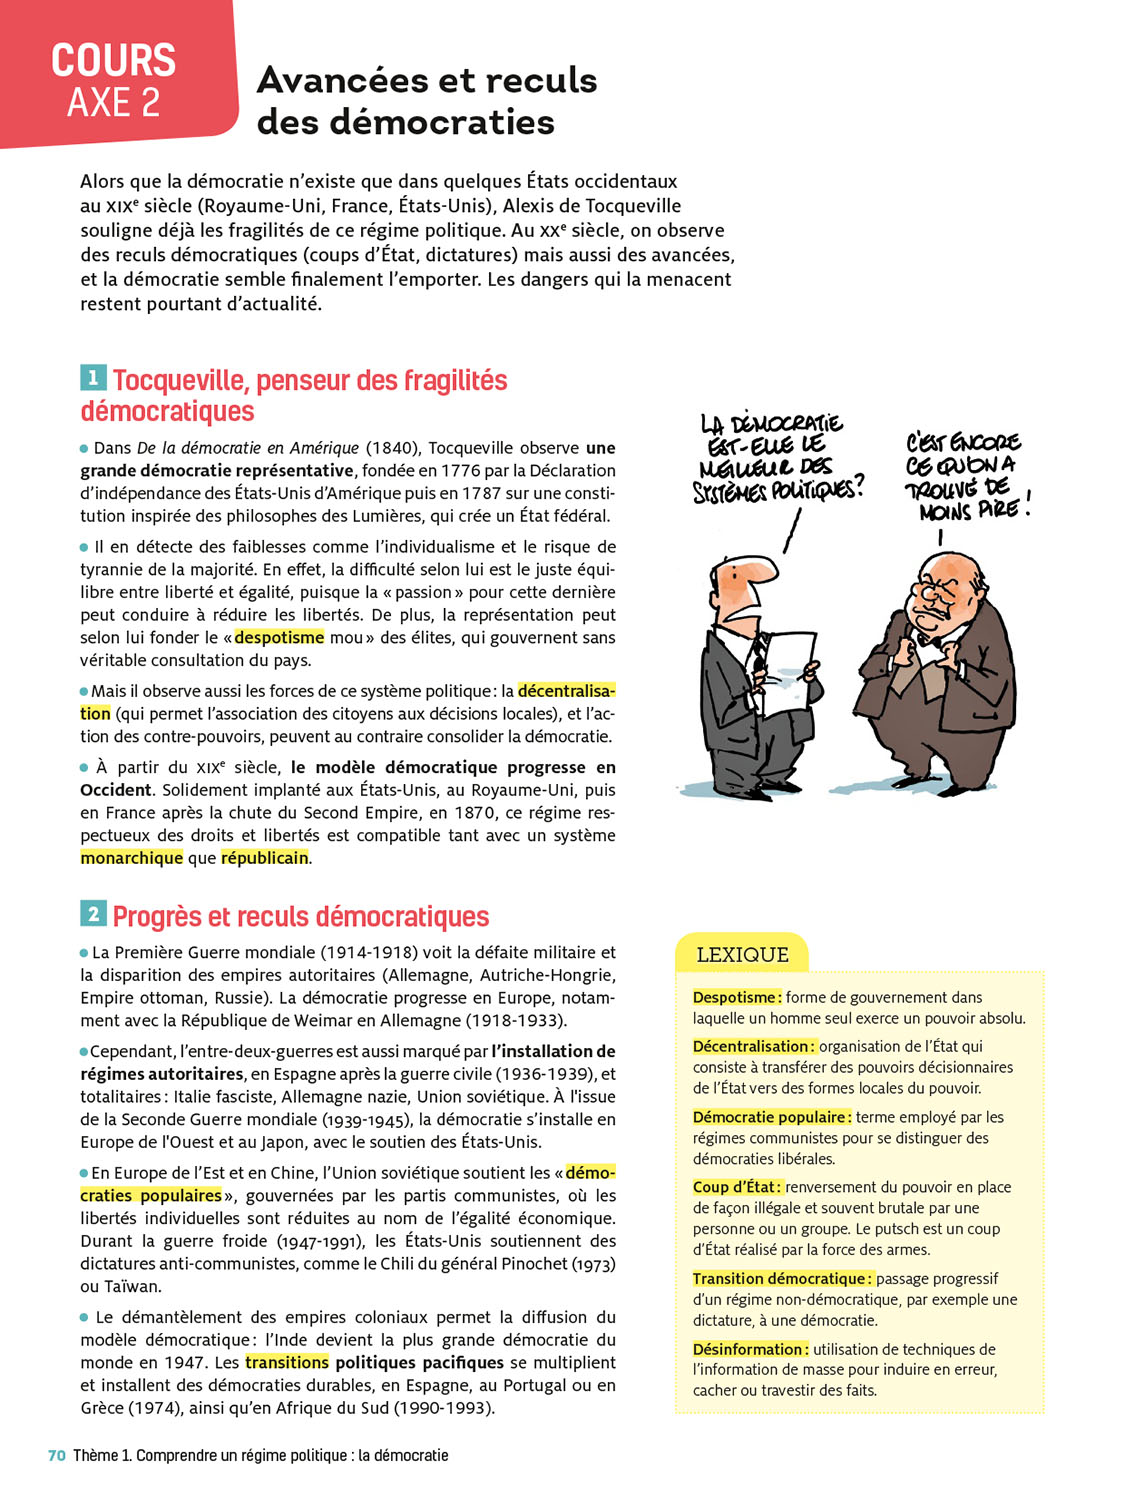 COURS
AXE 2
Avancées et reculs
des démocraties
Alors que la démocratie n’existe que dans quelques États occidentaux
au XIXe siècle (Royaume-Uni, France, États-Unis), Alexis de Tocqueville
souligne déjà les fragilités de ce régime politique. Au XXe siècle, on observe
des reculs démocratiques (coups d’État, dictatures) mais aussi des avancées,
et la démocratie semble finalement l’emporter. Les dangers qui la menacent
restent pourtant d’actualité.
1 Tocqueville, penseur des fragilités
démocratiques
• Dans De la démocratie en Amérique (1840), Tocqueville observe une
grande démocratie représentative, fondée en 1776 par la Déclaration
d’indépendance des États-Unis d’Amérique puis en 1787 sur une consti-
tution inspirée des philosophes des Lumières, qui crée un État fédéral.
• Il en détecte des faiblesses comme l’individualisme et le risque de
tyrannie de la majorité. En effet, la difficulté selon lui est le juste équi-
libre entre liberté et égalité, puisque la « passion » pour cette dernière
peut conduire à réduire les libertés. De plus, la représentation peut
selon lui fonder le « despotisme mou » des élites, qui gouvernent sans
véritable consultation du pays.
• Mais il observe aussi les forces de ce système politique : la décentralisa-
tion (qui permet l’association des citoyens aux décisions locales), et l’ac-
tion des contre-pouvoirs, peuvent au contraire consolider la démocratie.
• À partir du XIXe siècle, le modèle démocratique progresse en
Occident. Solidement implanté aux États-Unis, au Royaume-Uni, puis
en France après la chute du Second Empire, en 1870, ce régime res-
pectueux des droits et libertés est compatible tant avec un système
monarchique que républicain.
LA DÉMOCRATIE
EST-ELLE LE
MEILLEUR DES
SYSTÈMES POLITIQUES ?
C'EST ENCORE
CE QU'ON A
TROUVÉ DE
MOINS PIRE !
2 Progrès et reculs démocratiques
• La Première Guerre mondiale (1914-1918) voit la défaite militaire et
la disparition des empires autoritaires (Allemagne, Autriche-Hongrie,
Empire ottoman, Russie). La démocratie progresse en Europe, notam-
ment avec la République de Weimar en Allemagne (1918-1933).
• Cependant, l’entre-deux-guerres est aussi marqué par l’installation de
régimes autoritaires, en Espagne après la guerre civile (1936-1939), et
totalitaires : Italie fasciste, Allemagne nazie, Union soviétique. À l'issue
de la Seconde Guerre mondiale (1939-1945), la démocratie s’installe en
Europe de l'Ouest et au Japon, avec le soutien des États-Unis.
• En Europe de l’Est et en Chine, l’Union soviétique soutient les « démo-
craties populaires », gouvernées par les partis communistes, où les
libertés individuelles sont réduites au nom de l’égalité économique.
Durant la guerre froide (1947-1991), les États-Unis soutiennent des
dictatures anti-communistes, comme le Chili du général Pinochet (1973)
ou Taïwan.
• Le démantèlement des empires coloniaux permet la diffusion du
modèle démocratique : l’Inde devient la plus grande démocratie du
monde en 1947. Les transitions politiques pacifiques se multiplient
et installent des démocraties durables, en Espagne, au Portugal ou en
Grèce (1974), ainsi qu’en Afrique du Sud (1990-1993).
LEXIQUE
Despotisme : forme de gouvernement dans
laquelle un homme seul exerce un pouvoir absolu.
Décentralisation : organisation de l’État qui
consiste à transférer des pouvoirs décisionnaires
de l’État vers des formes locales du pouvoir.
Démocratie populaire : terme employé par les
régimes communistes pour se distinguer des
démocraties libérales.
Coup d’État : renversement du pouvoir en place
de façon illégale et souvent brutale par une
personne ou un groupe. Le putsch est un coup
d’État réalisé par la force des armes.
Transition démocratique : passage progressif
d’un régime non-démocratique, par exemple une
dictature, à une démocratie.
Désinformation : utilisation de techniques de
l’information de masse pour induire en erreur,
cacher ou travestir des faits.
70 Thème 1. Comprendre un régime politique : la démocratie